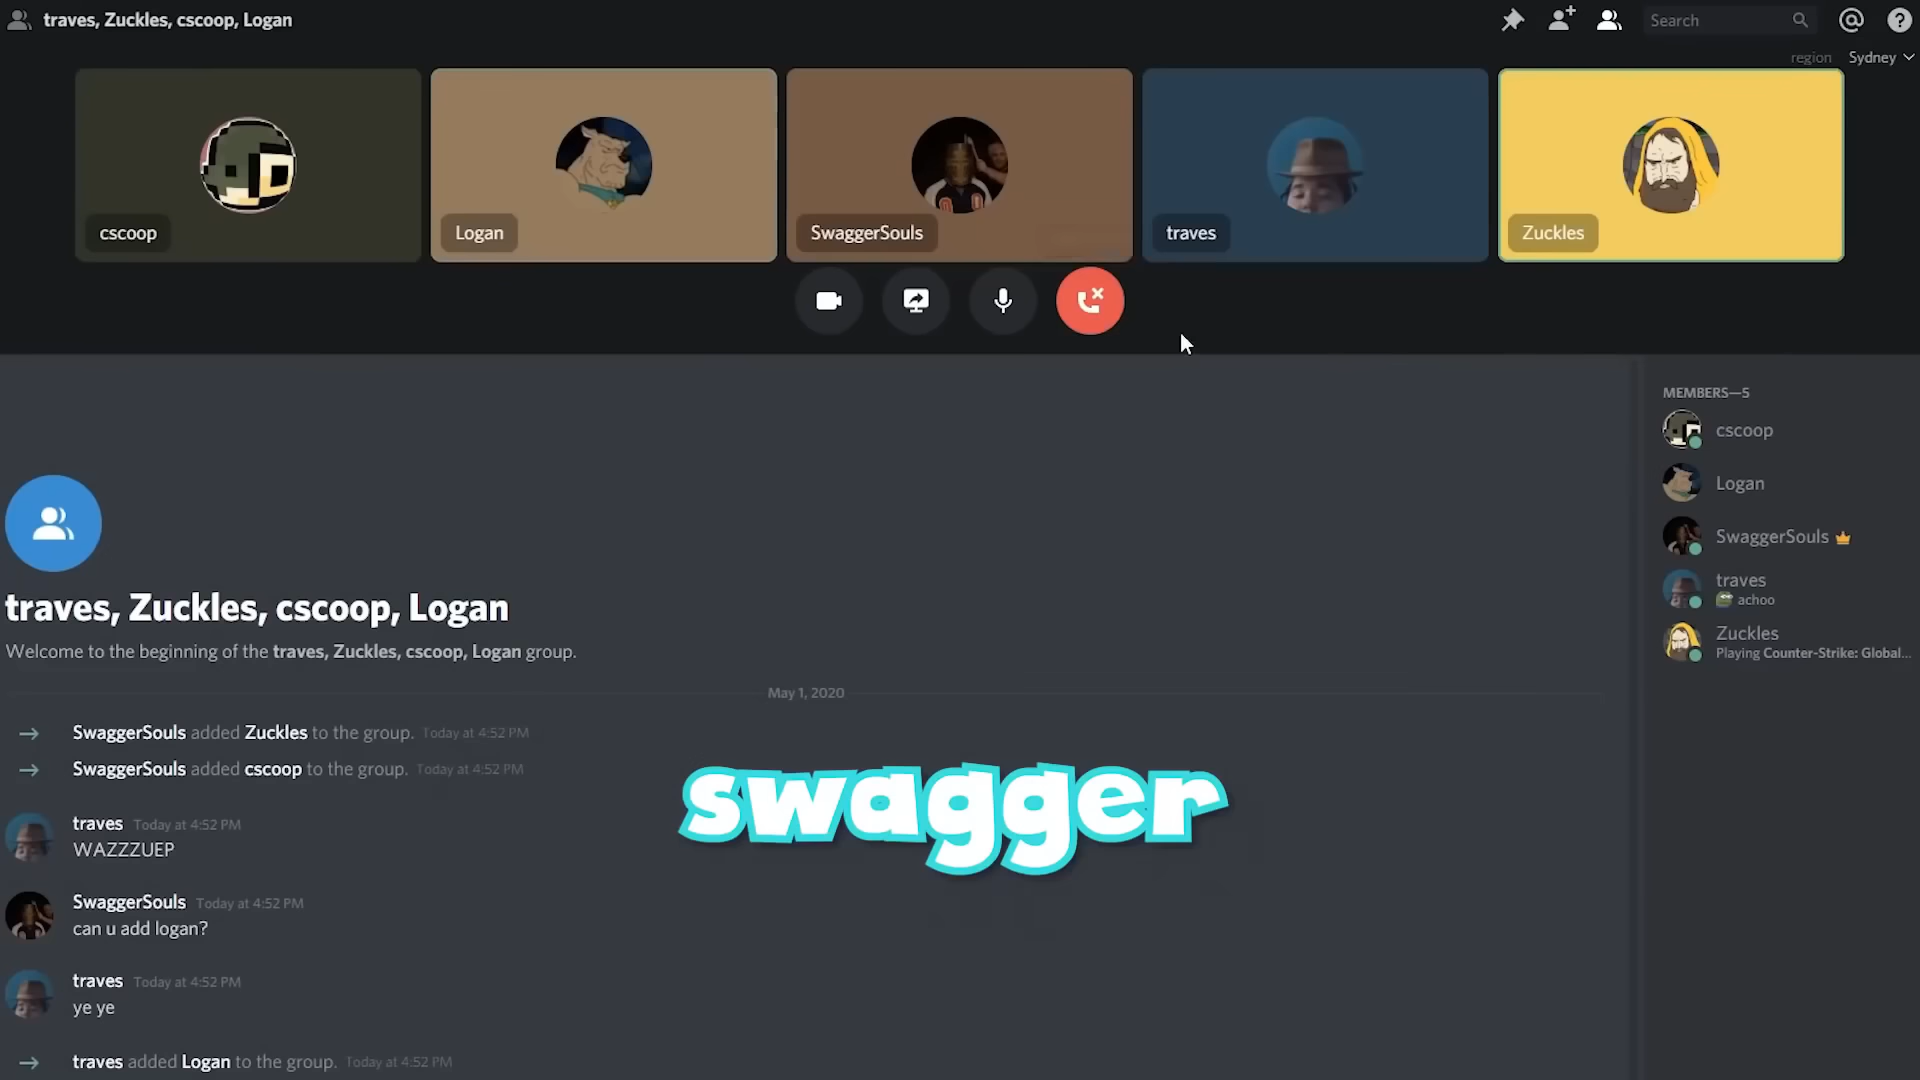 traves, Zuckles, cscoop, Logan
Search
region Sydney
cscoop
Logan
SwaggerSouls
traves
Zuckles
MEMBERS—5
cscoop
Logan
SwaggerSouls
traves
achoo
Zuckles
Playing Counter-Strike: Global...
traves, Zuckles, cscoop, Logan
Welcome to the beginning of the traves, Zuckles, cscoop, Logan group.
May 1, 2020
SwaggerSouls added Zuckles to the group. Today at 4:52 PM
SwaggerSouls added cscoop to the group. Today at 4:52 PM
traves Today at 4:52 PM
WAZZZUEP
SwaggerSouls Today at 4:52 PM
can u add logan?
traves Today at 4:52 PM
ye ye
traves added Logan to the group. Today at 4:52 PM
swagger